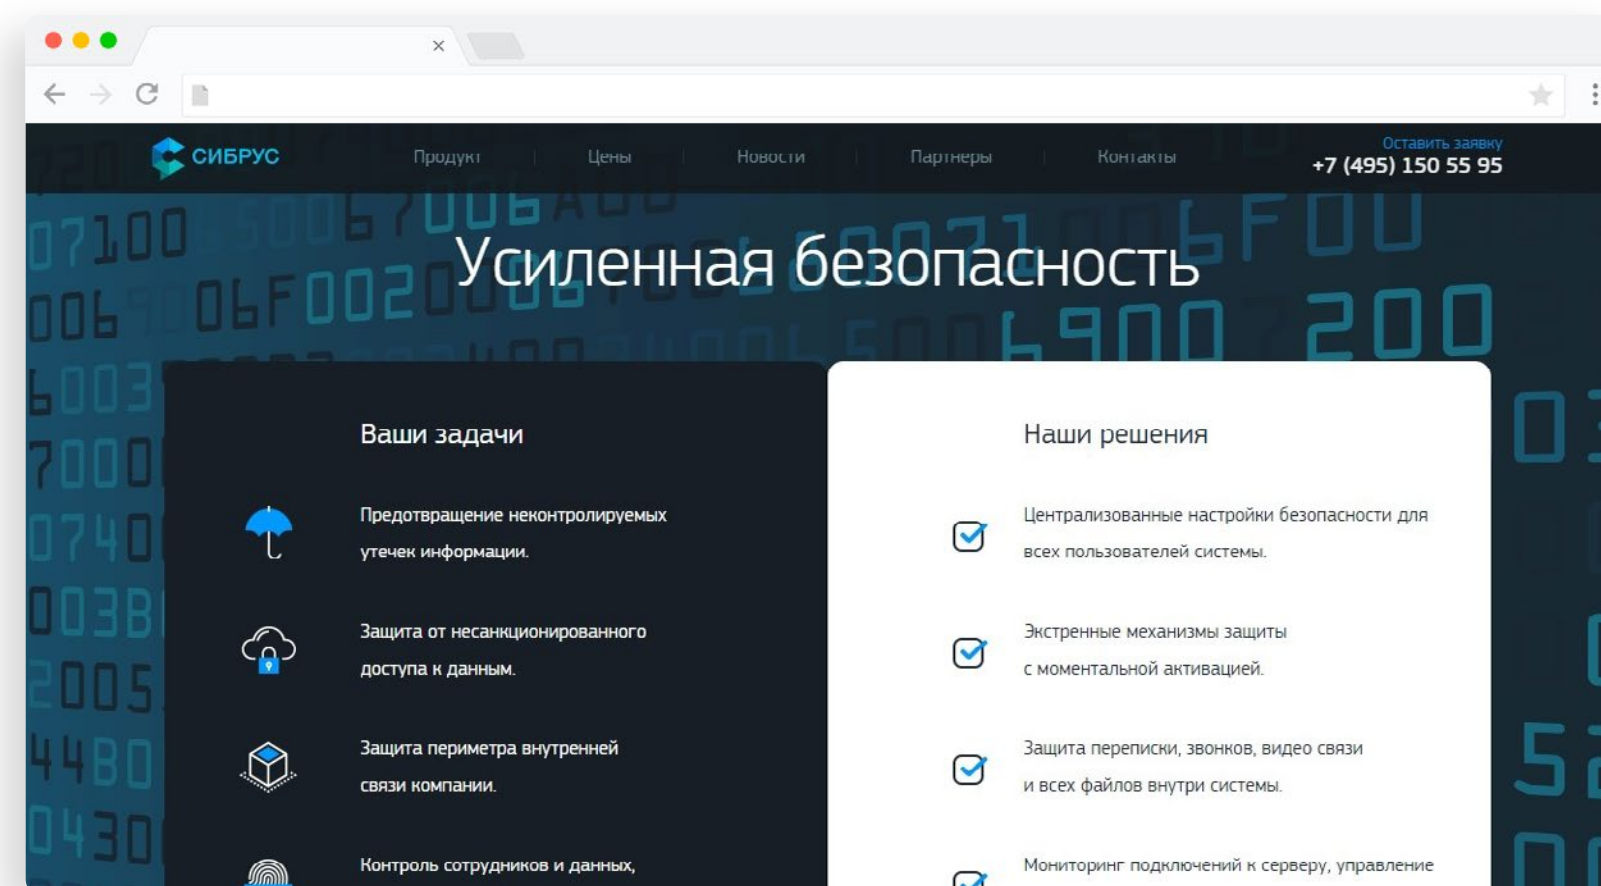 СИБРУС
Продукт
Цены
Новости
Партнеры
Контакты
Оставить заявку
+7 (495) 150 55 95
Усиленная безопасность
Ваши задачи
Предотвращение неконтролируемых
утечек информации.
Защита от несанкционированного
доступа к данным.
Защита периметра внутренней
связи компании.
Контроль сотрудников и данных,
Наши решения
Централизованные настройки безопасности для
всех пользователей системы.
Экстренные механизмы защиты
с моментальной активацией.
Защита переписки, звонков, видео связи
и всех файлов внутри системы.
Мониторинг подключений к серверу, управление